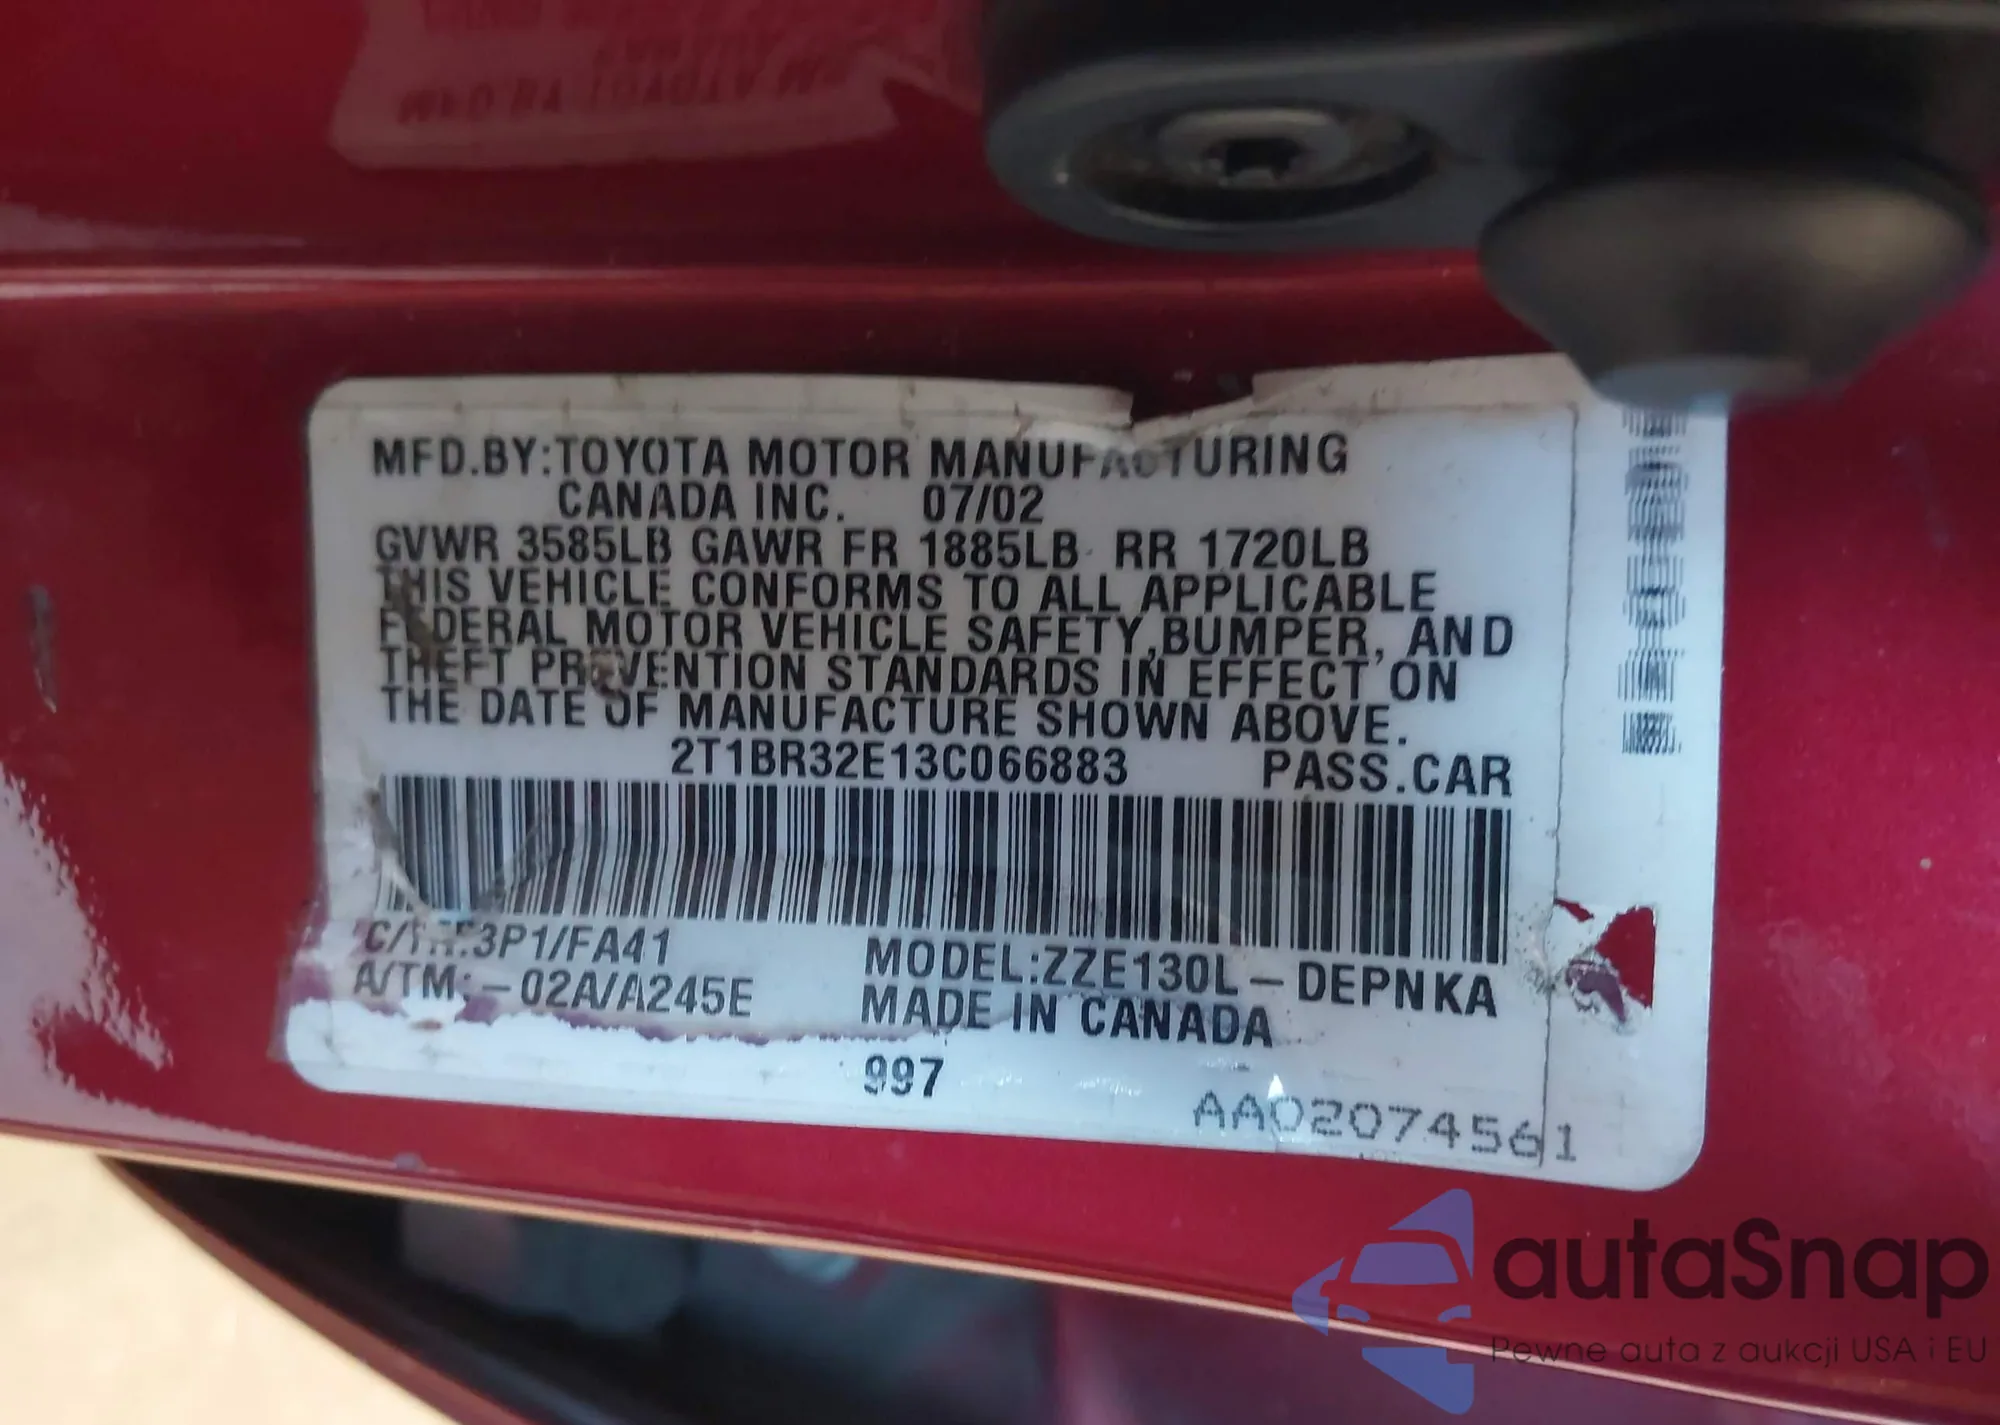 MFD.BY:TOYOTA MOTOR MANUFACTURING
CANADA INC. 07/02
GVWR 3585LB GAWR FR 1885LB RR 1720LB
THIS VEHICLE CONFORMS TO ALL APPLICABLE
FEDERAL MOTOR VEHICLE SAFETY,BUMPER, AND
THEFT PREVENTION STANDARDS IN EFFECT ON
THE DATE OF MANUFACTURE SHOWN ABOVE.
2T1BR32E13C066883 PASS.CAR
C/TR:3P1/FA41
A/TM:-02A/A245E
MODEL:ZZE130L-DEPNKA
MADE IN CANADA
997
AA02074561
autaSnap
Pewne auta z aukcji USA i EU